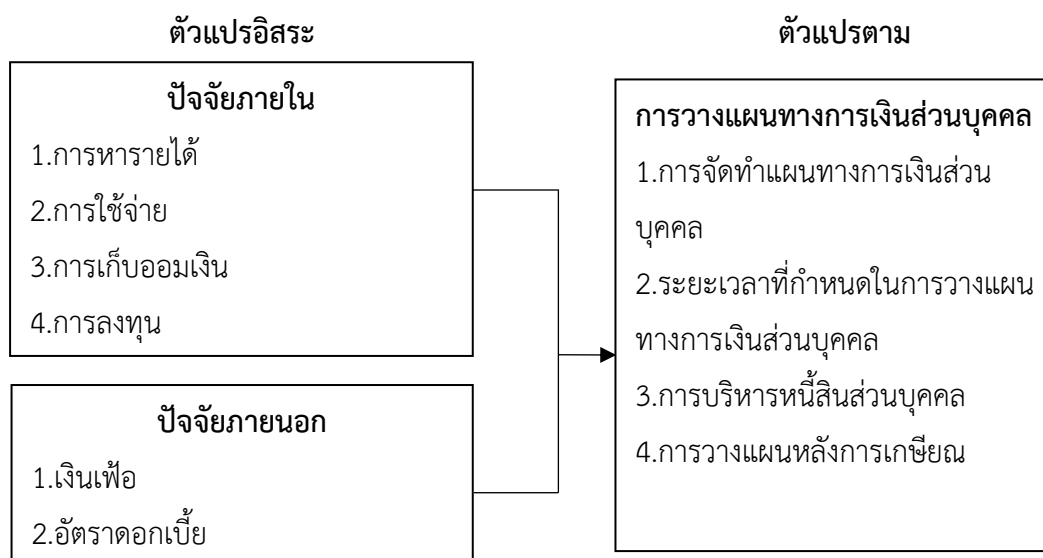 ตัวแปรอิสระ
ปัจจัยภายใน
1.การหารายได้
2.การใช้จ่าย
3.การเก็บออมเงิน
4.การลงทุน
ปัจจัยภายนอก
1.เงินเฟ้อ
2.อัตราดอกเบี้ย
ตัวแปรตาม
การวางแผนทางการเงินส่วนบุคคล
1.การจัดทำแผนทางการเงินส่วน
บุคคล
2.ระยะเวลาที่กำหนดในการวางแผน
ทางการเงินส่วนบุคคล
3.การบริหารหนี้สินส่วนบุคคล
4.การวางแผนหลังการเกษียณ